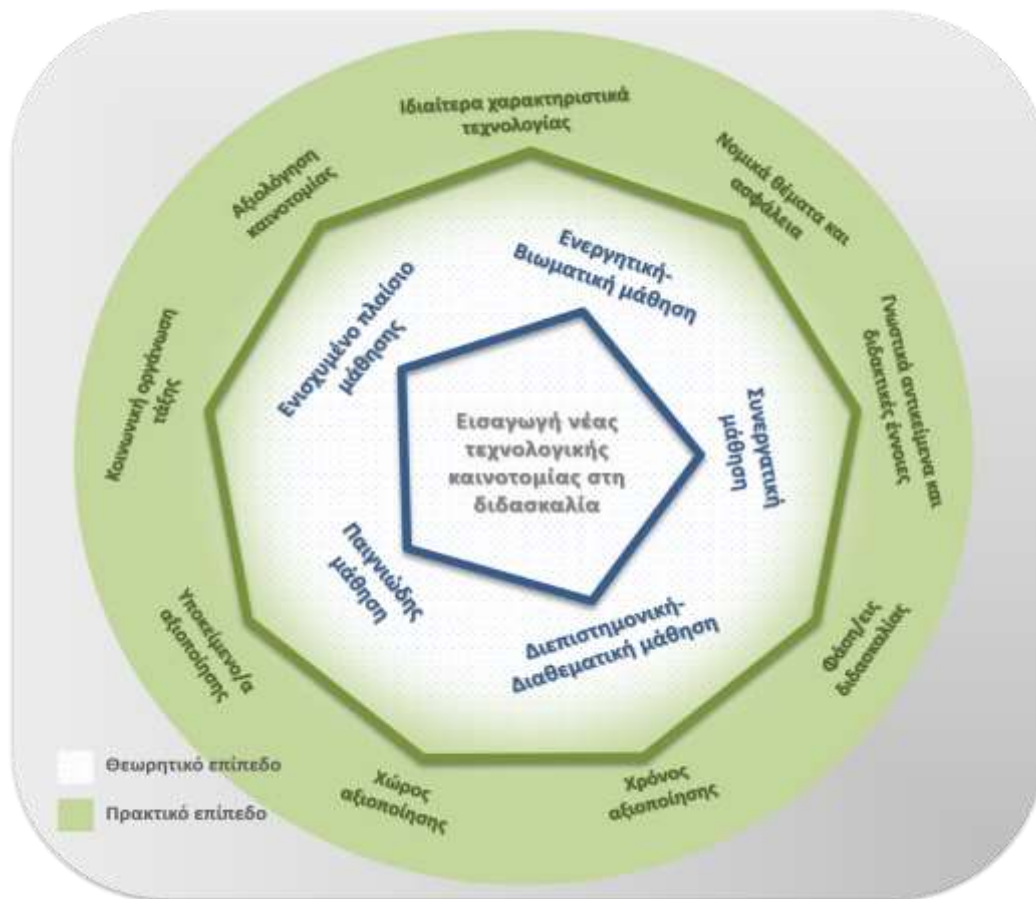 Ιδιαίτερα χαρακτηριστικά
τεχνολογίας
Νομικά θέματα και
ασφάλεια
Γνωστικά αντικείμενα και
διδακτικές έννοιες
Φάση/εις
διδασκαλίας
Χρόνος
αξιοποίησης
Χώρος
αξιοποίησης
Υποκείμενο/α
αξιοποίησης
Κοινωνική οργάνωση
τάξης
Αξιολόγηση
καινοτομίας
Ενεργητική-
Βιωματική μάθηση
Συνεργατική
μάθηση
Διεπιστημονική-
Διαθεματική μάθηση
Παιγνιώδης
μάθηση
Ενισχυμένο πλαίσιο
μάθησης
Εισαγωγή νέας
τεχνολογικής
καινοτομίας στη
διδασκαλία
Θεωρητικό επίπεδο
Πρακτικό επίπεδο